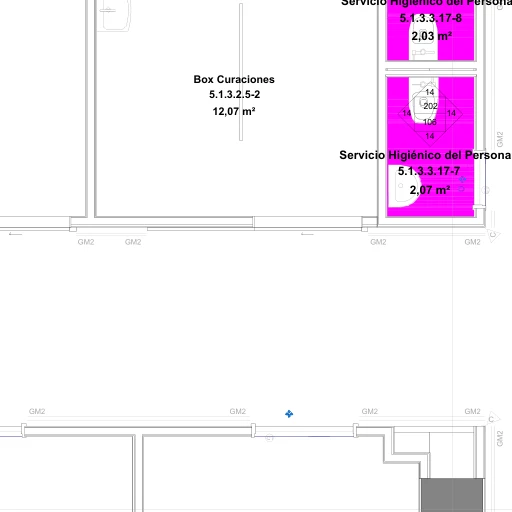 Servicio Higiénico del Persona
5.1.3.3.17-8
2,03 m²
Box Curaciones
5.1.3.2.5-2
12,07 m²
14
202
14
14
106
14
Servicio Higiénico del Persona
5.1.3.3.17-7
2,07 m²
GM2
GM2
GM2
GM2
GM2
C
GM2
GM2
GM2
GM2
C
GM2